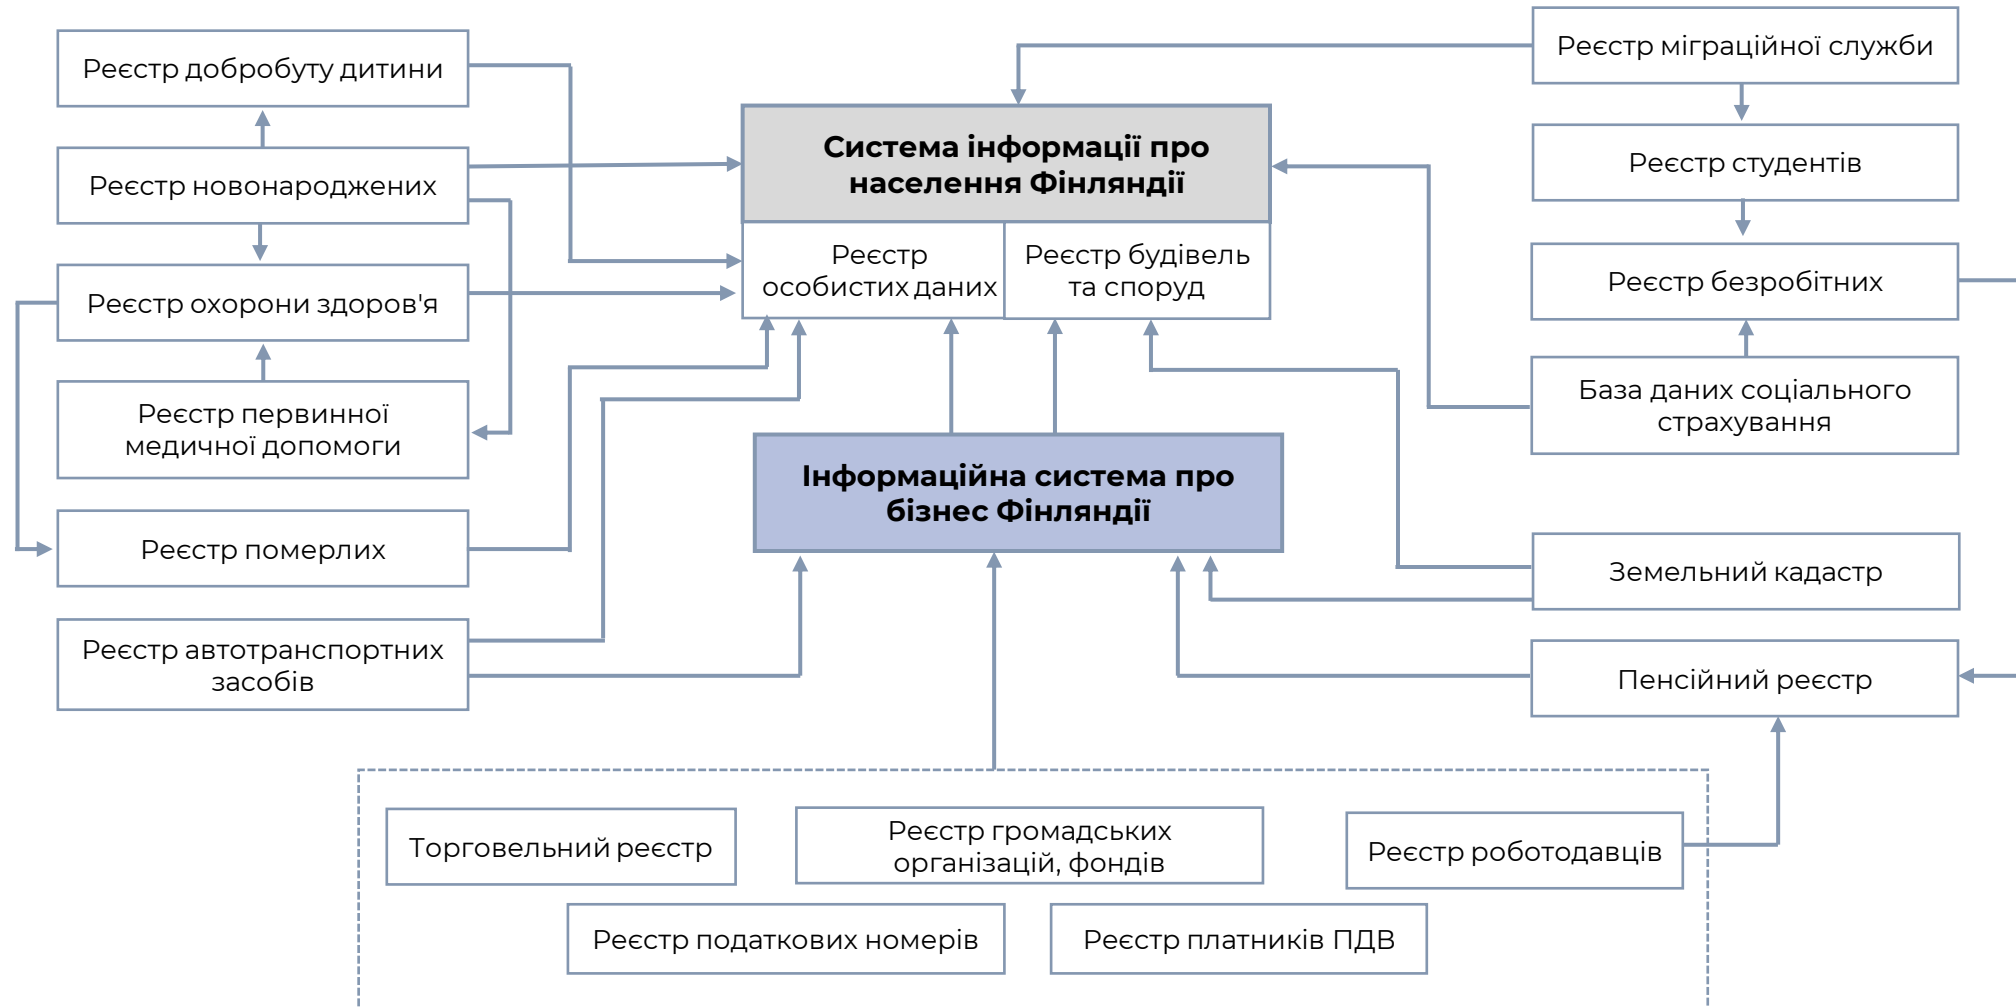 Реєстр добробуту дитини
Реєстр новонароджених
Реєстр охорони здоров'я
Реєстр первинної
медичної допомоги
Реєстр померлих
Реєстр автотранспортних
засобів
Система інформації про
населення Фінляндії
Реєстр
особистих даних
Реєстр будівель
та споруд
Інформаційна система про
бізнес Фінляндії
Реєстр міграційної служби
Реєстр студентів
Реєстр безробітних
База даних соціального
страхування
Земельний кадастр
Пенсійний реєстр
Торговельний реєстр
Реєстр громадських
організацій, фондів
Реєстр роботодавців
Реєстр податкових номерів
Реєстр платників ПДВ